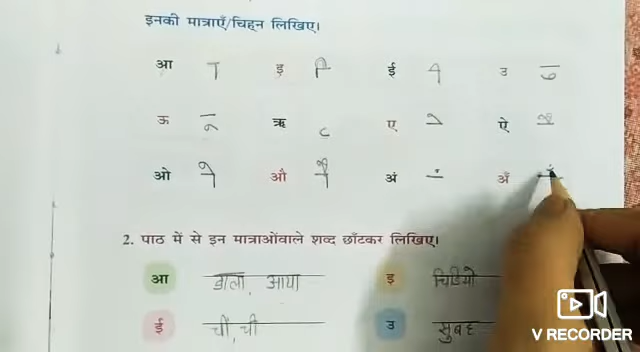 इनकी मात्राएँ/चिह्न लिखिए।
आ ा इ ि ई ी उ ु
ऊ ू ऋ ृ ए े ऐ ै
ओ ो औ ौ अं ं अँ ँ
2. पाठ में से इन मात्राओंवाले शब्द छाँटकर लिखिए।
आ डाला, आया इ चिडियो
ई चीं, चीं उ सुबह
V RECORDER